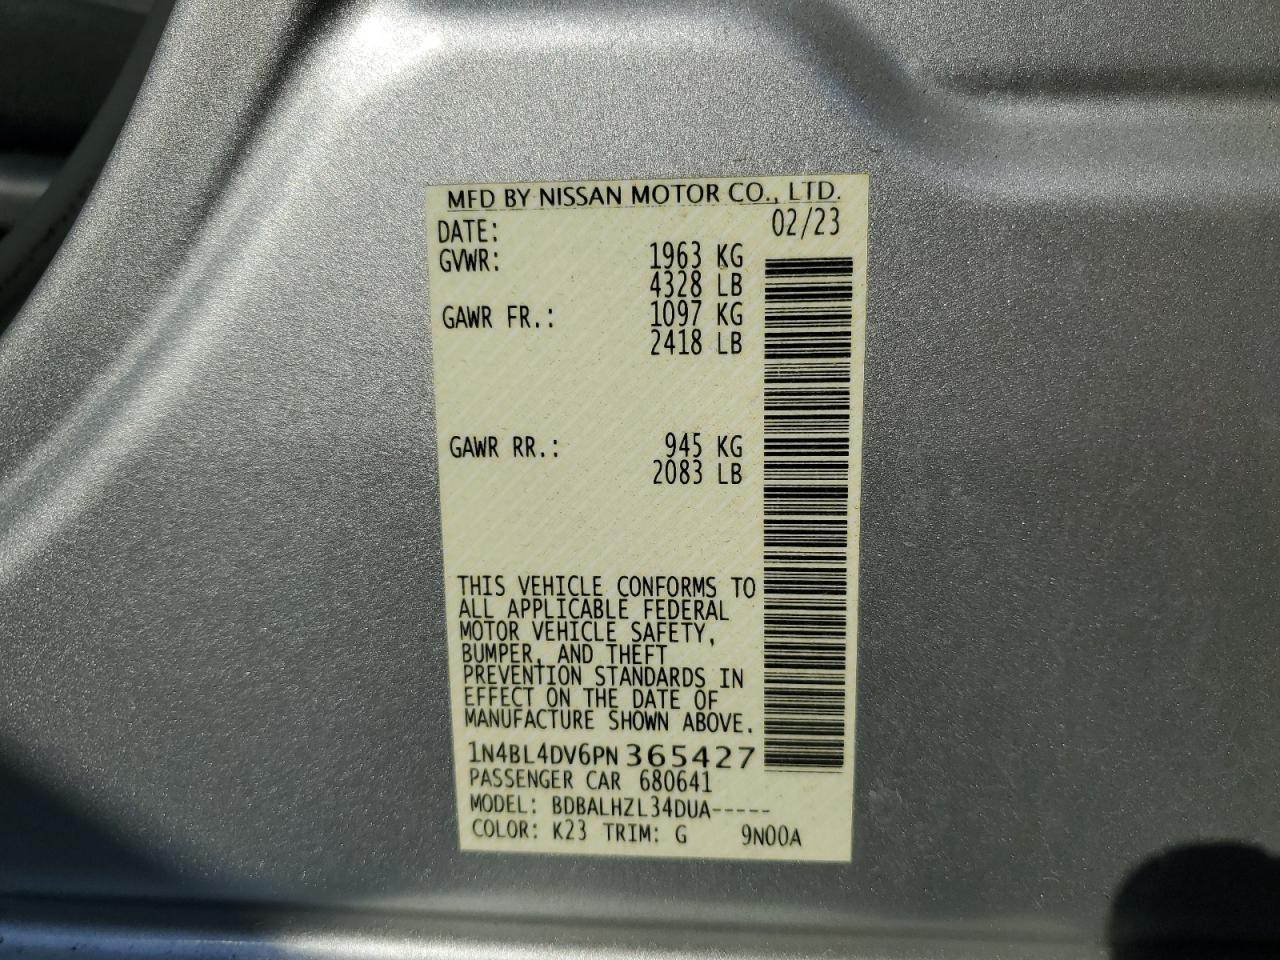 MFD BY NISSAN MOTOR CO., LTD.
DATE: 02/23
GVWR: 1963 KG
4328 LB
GAWR FR.: 1097 KG
2418 LB
GAWR RR.: 945 KG
2083 LB
THIS VEHICLE CONFORMS TO
ALL APPLICABLE FEDERAL
MOTOR VEHICLE SAFETY,
BUMPER, AND THEFT
PREVENTION STANDARDS IN
EFFECT ON THE DATE OF
MANUFACTURE SHOWN ABOVE.
1N4BL4DV6PN365427
PASSENGER CAR 680641
MODEL: BDBALHZL34DUA-----
COLOR: K23 TRIM: G 9N00A